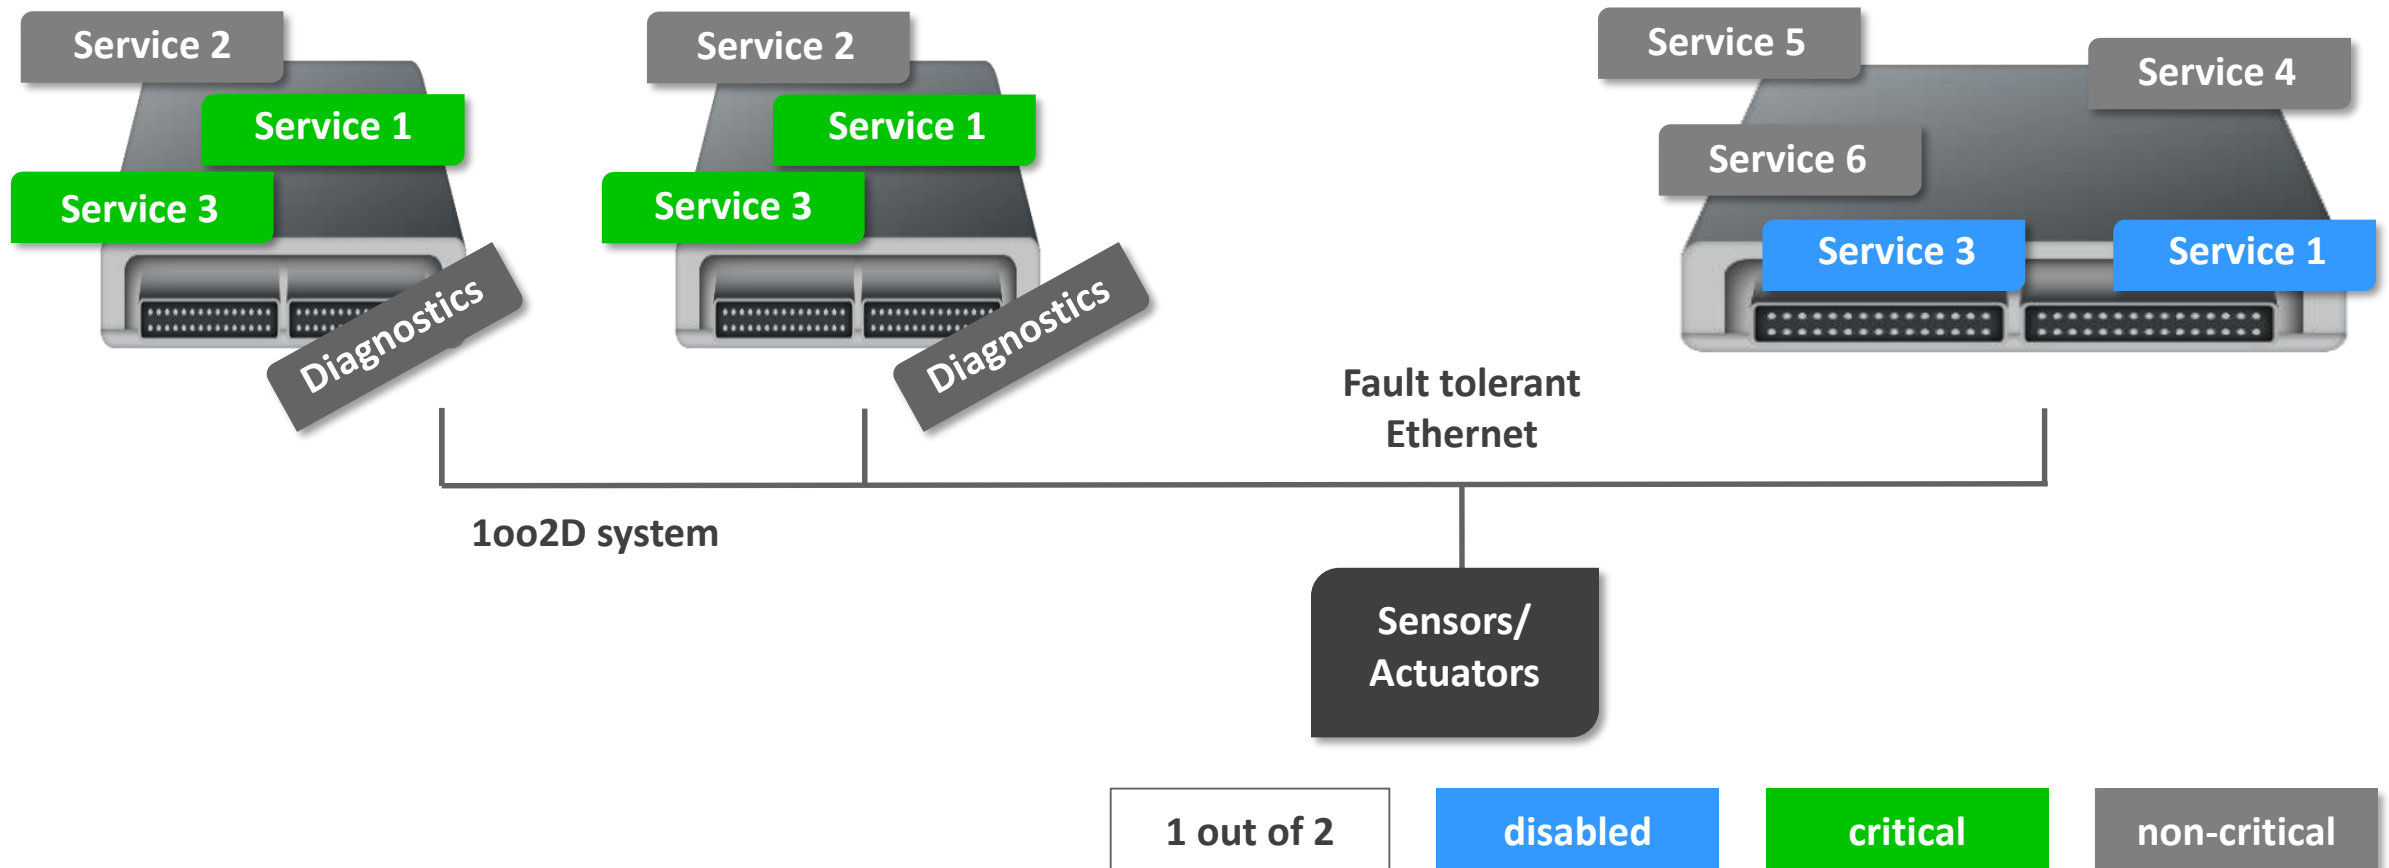 Service 2
Service 1
Service 3
Diagnostics
Service 2
Service 1
Service 3
Diagnostics
Service 5
Service 4
Service 6
Service 3
Service 1
Fault tolerant
Ethernet
1oo2D system
Sensors/
Actuators
1 out of 2
disabled
critical
non-critical